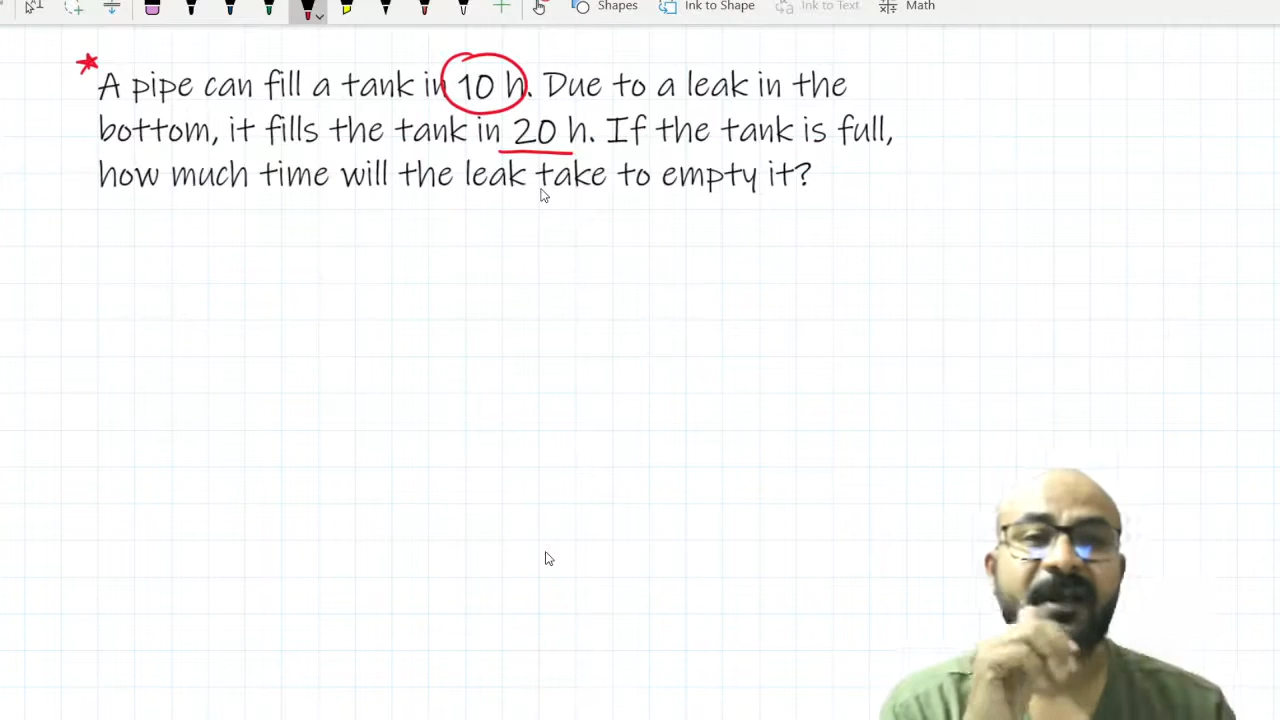 Shapes Ink to Shape Ink to Text Math
A pipe can fill a tank in 10 h. Due to a leak in the
bottom, it fills the tank in 20 h. If the tank is full,
how much time will the leak take to empty it?